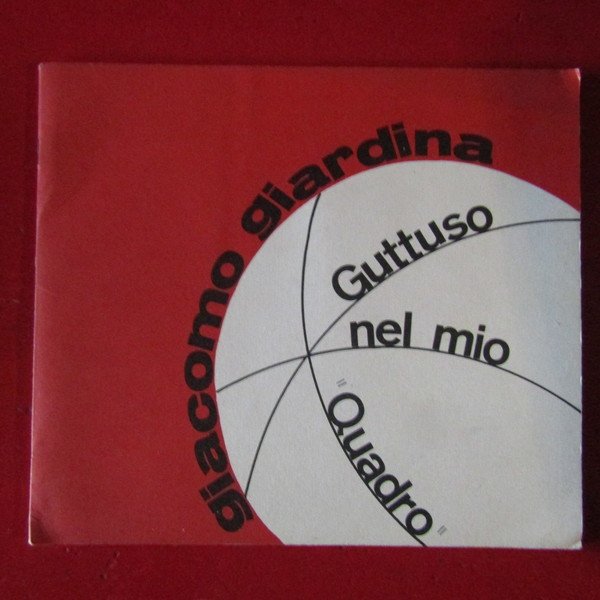 giacomo giardina
Guttuso
nel mio
"Quadro"